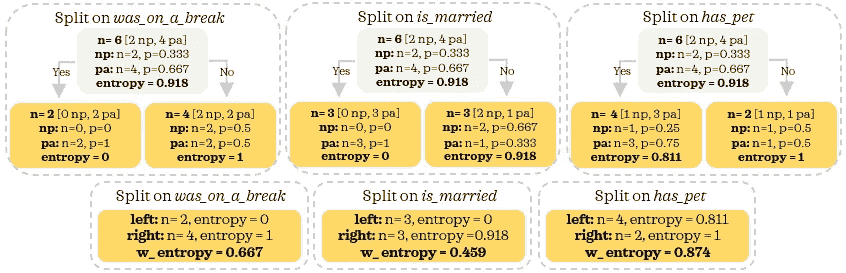 Split on was_on_a_break
n= 6 [2 np, 4 pa]
np: n=2, p=0.333
pa: n=4, p=0.667
entropy = 0.918
Yes
No
n= 2 [0 np, 2 pa]
np: n=0, p=0
pa: n=2, p=1
entropy = 0
n= 4 [2 np, 2 pa]
np: n=2, p=0.5
pa: n=2, p=0.5
entropy = 1
Split on is_married
n= 6 [2 np, 4 pa]
np: n=2, p=0.333
pa: n=4, p=0.667
entropy = 0.918
Yes
No
n= 3 [0 np, 3 pa]
np: n=0, p=0
pa: n=3, p=1
entropy = 0
n= 3 [2 np, 1 pa]
np: n=2, p=0.667
pa: n=1, p=0.333
entropy = 0.918
Split on has_pet
n= 6 [2 np, 4 pa]
np: n=2, p=0.333
pa: n=4, p=0.667
entropy = 0.918
Yes
No
n= 4 [1 np, 3 pa]
np: n=1, p=0.25
pa: n=3, p=0.75
entropy = 0.811
n= 2 [1 np, 1 pa]
np: n=1, p=0.5
pa: n=1, p=0.5
entropy = 1
Split on was_on_a_break
left: n= 2, entropy = 0
right: n= 4, entropy = 1
w_ entropy = 0.667
Split on is_married
left: n= 3, entropy = 0
right: n= 3, entropy =0.918
w_ entropy = 0.459
Split on has_pet
left: n= 4, entropy = 0.811
right: n= 2, entropy = 1
w_ entropy = 0.874